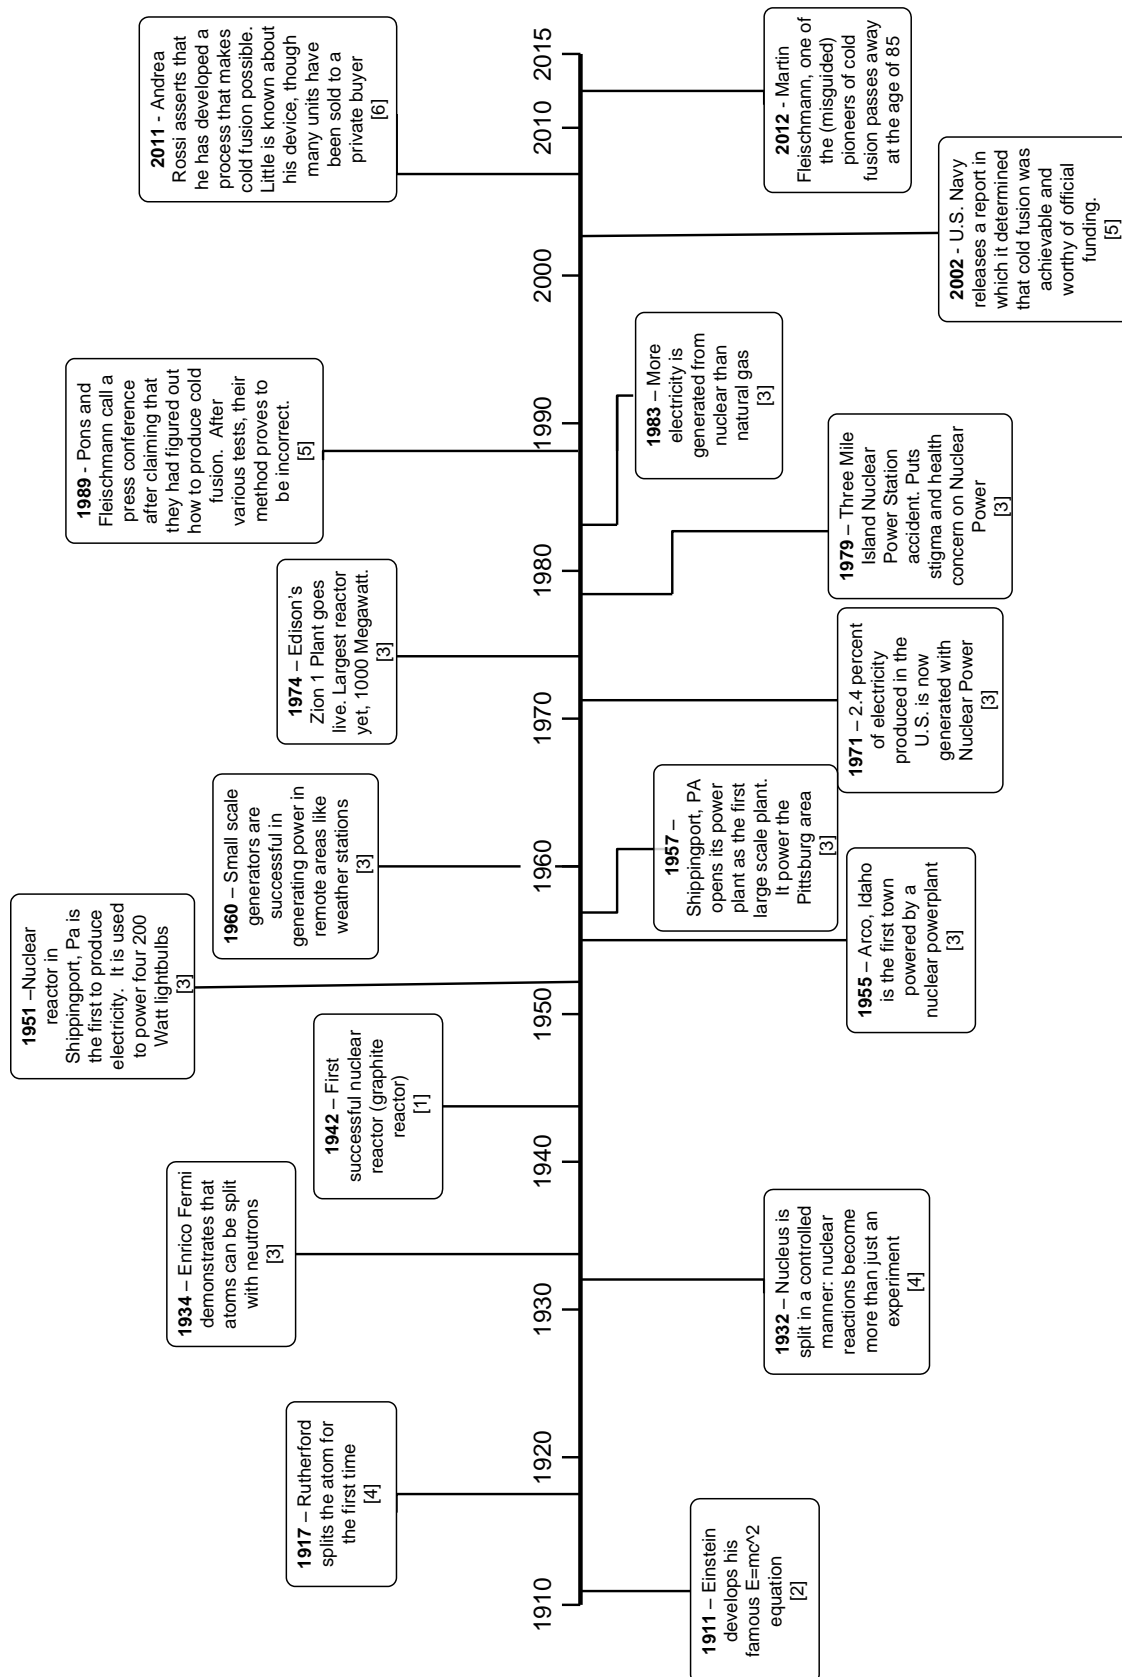 2011 - Andrea
Rossi asserts that
he has developed a
process that makes
cold fusion possible.
Little is known about
his device, though
many units have
been sold to a
private buyer
[6]
1989 - Pons and
Fleischmann call a
press conference
after claiming that
they had figured out
how to produce cold
fusion. After
various tests, their
method proves to
be incorrect.
[5]
1974 – Edison's
Zion 1 Plant goes
live. Largest reactor
yet, 1000 Megawatt.
[3]
1960 – Small scale
generators are
successful in
generating power in
remote areas like
weather stations
[3]
1951 –Nuclear
reactor in
Shippingport, Pa is
the first to produce
electricity. It is used
to power four 200
Watt lightbulbs
[3]
1942 – First
successful nuclear
reactor (graphite
reactor)
[1]
1934 – Enrico Fermi
demonstrates that
atoms can be split
with neutrons
[3]
1917 – Rutherford
splits the atom for
the first time
[4]
1910
1920
1930
1940
1950
1960
1970
1980
1990
2000
2010
2015
1911 – Einstein
develops his
famous E=mc^2
equation
[2]
1932 – Nucleus is
split in a controlled
manner: nuclear
reactions become
more than just an
experiment
[4]
1955 – Arco, Idaho
is the first town
powered by a
nuclear powerplant
[3]
1957 –
Shippingport, PA
opens its power
plant as the first
large scale plant.
It power the
Pittsburg area
[3]
1971 – 2.4 percent
of electricity
produced in the
U.S. is now
generated with
Nuclear Power
[3]
1979 – Three Mile
Island Nuclear
Power Station
accident. Puts
stigma and health
concern on Nuclear
Power
[3]
1983 – More
electricity is
generated from
nuclear than
natural gas
[3]
2002 - U.S. Navy
releases a report in
which it determined
that cold fusion was
achievable and
worthy of official
funding.
[5]
2012 - Martin
Fleischmann, one of
the (misguided)
pioneers of cold
fusion passes away
at the age of 85